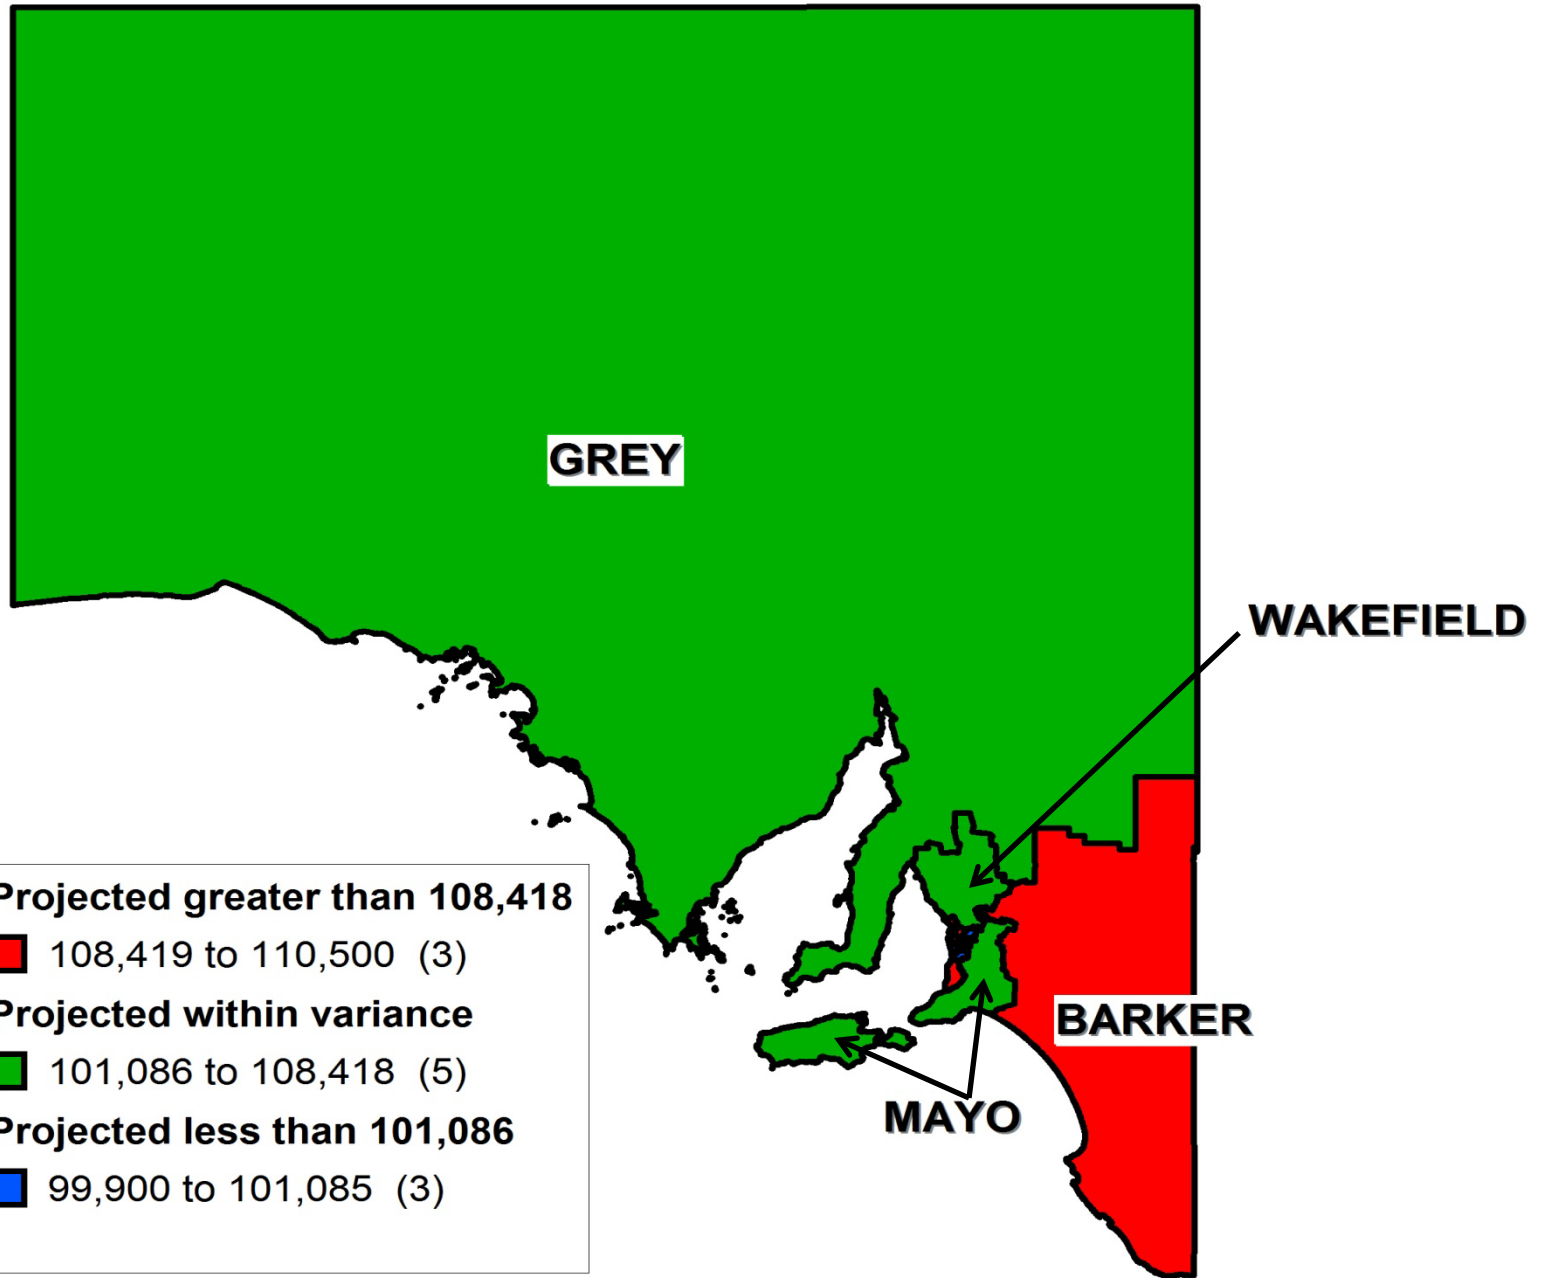 GREY
WAKEFIELD
Projected greater than 108,418
108,419 to 110,500 (3)
Projected within variance
101,086 to 108,418 (5)
BARKER
MAYO
Projected less than 101,086
99,900 to 101,085 (3)